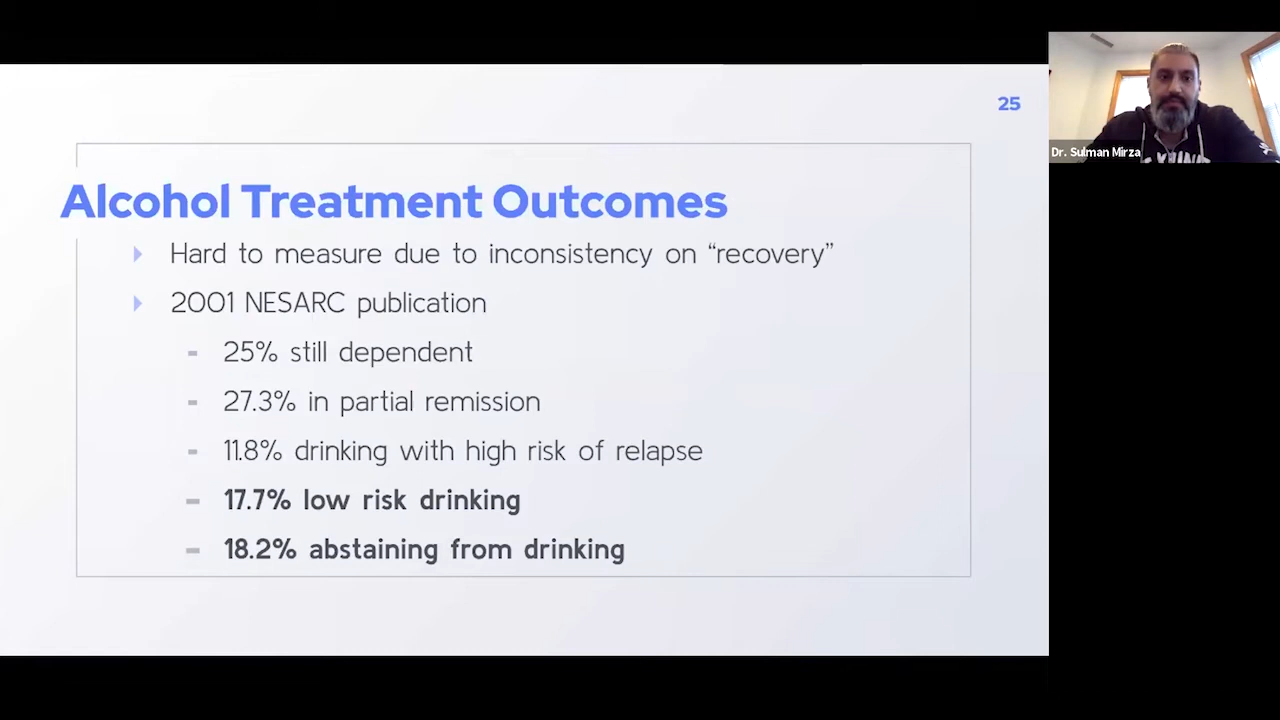 25
Dr. Sulman Mirza
Alcohol Treatment Outcomes
Hard to measure due to inconsistency on “recovery”
2001 NESARC publication
- 25% still dependent
- 27.3% in partial remission
- 11.8% drinking with high risk of relapse
- 17.7% low risk drinking
- 18.2% abstaining from drinking